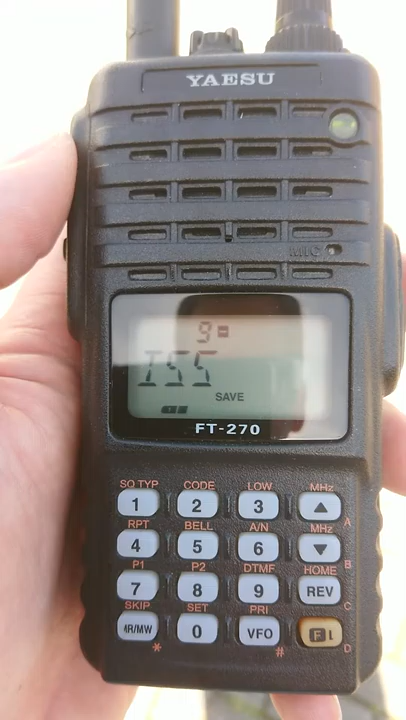 YAESU
MIC
9
ISS
SAVE
FT-270
SQ TYP CODE LOW MHz
1 2 3 ▲ A
RPT BELL A/N MHz
4 5 6 ▼ B
P1 P2 DTMF HOME
7 8 9 REV C
SKIP SET PRI
MR/MW 0 VFO F
* # D